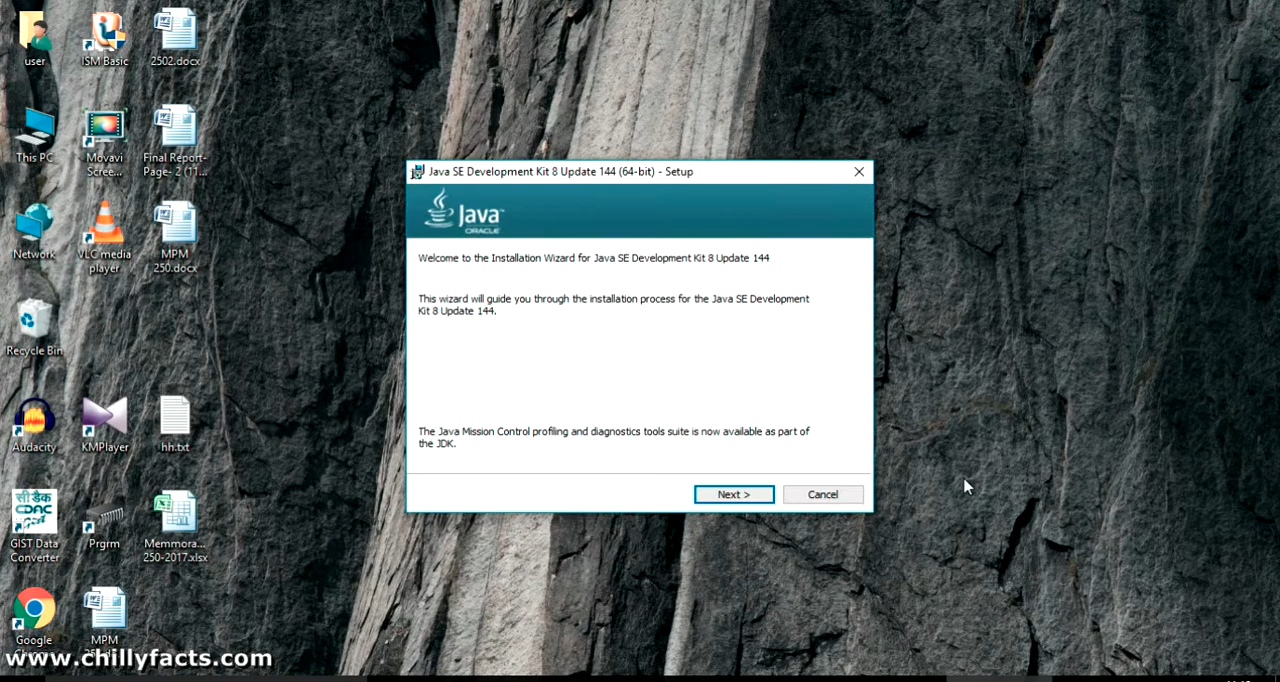 user
ISM Basic
2502.docx
This PC
Movavi
Scree...
Final Report-
Page- 2 (11...
Network
VLC media
player
MPM
250.docx
Recycle Bin
Audacity
KMPlayer
hh.txt
सी डैक
CDAC
GIST Data
Converter
Prgrm
Memmora...
250-2017.xlsx
Google
MPM
www.chillyfacts.com
Java SE Development Kit 8 Update 144 (64-bit) - Setup
Java™
ORACLE
Welcome to the Installation Wizard for Java SE Development Kit 8 Update 144
This wizard will guide you through the installation process for the Java SE Development
Kit 8 Update 144.
The Java Mission Control profiling and diagnostics tools suite is now available as part of
the JDK.
Next >
Cancel